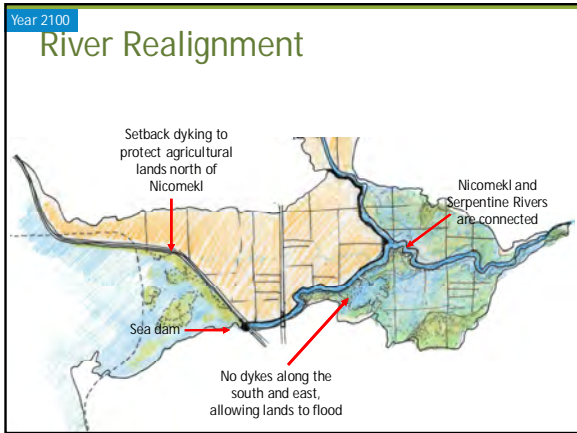 Year 2100
River Realignment
Setback dyking to
protect agricultural
lands north of
Nicomekl
Nicomekl and
Serpentine Rivers
are connected
Sea dam
No dykes along the
south and east,
allowing lands to flood